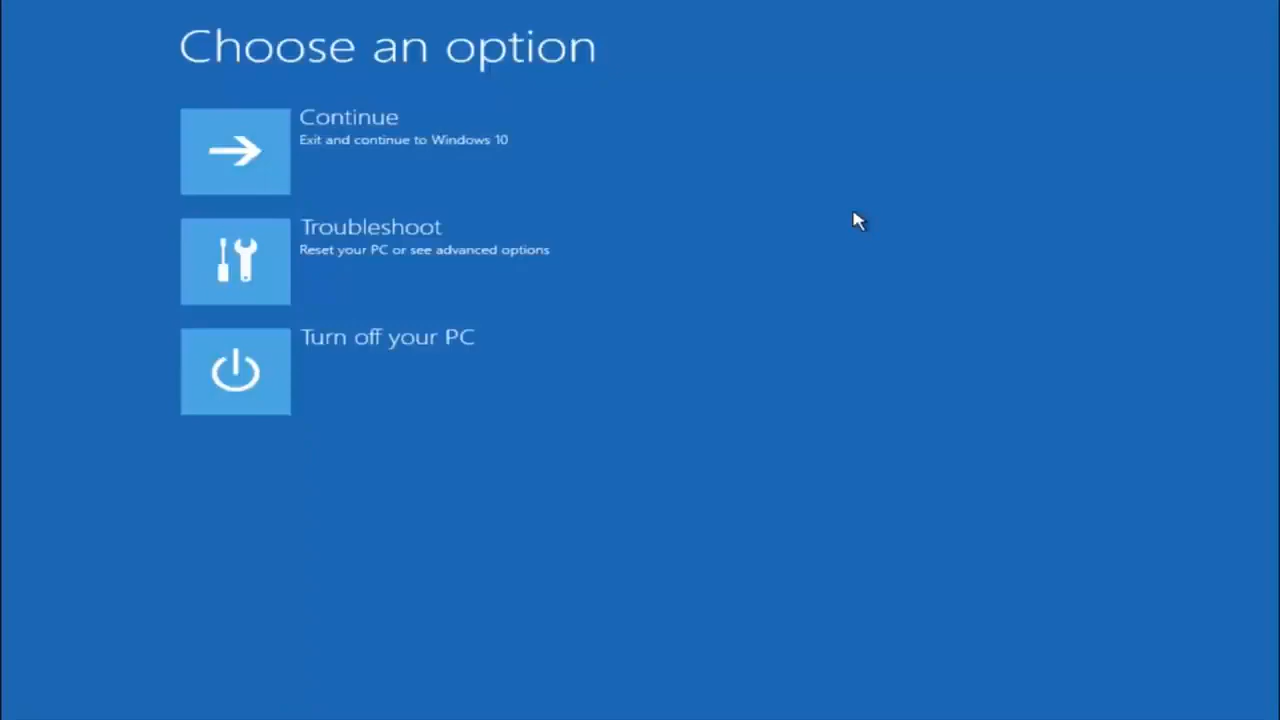 Choose an option
Continue
Exit and continue to Windows 10
Troubleshoot
Reset your PC or see advanced options
Turn off your PC